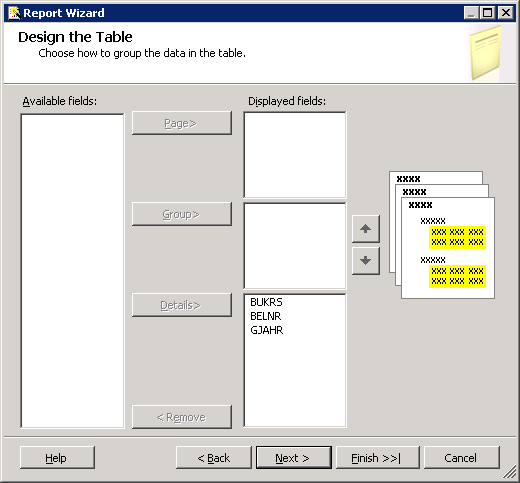 Report Wizard
Design the Table
Choose how to group the data in the table.
Available fields:
Displayed fields:
Page>
Group>
Details>
< Remove
BUKRS
BELNR
GJAHR
xxxx
xxxx
xxxx
xxxxx
xxx xxx xxx
xxx xxx xxx
xxxxx
xxx xxx xxx
xxx xxx xxx
Help
< Back
Next >
Finish >>|
Cancel